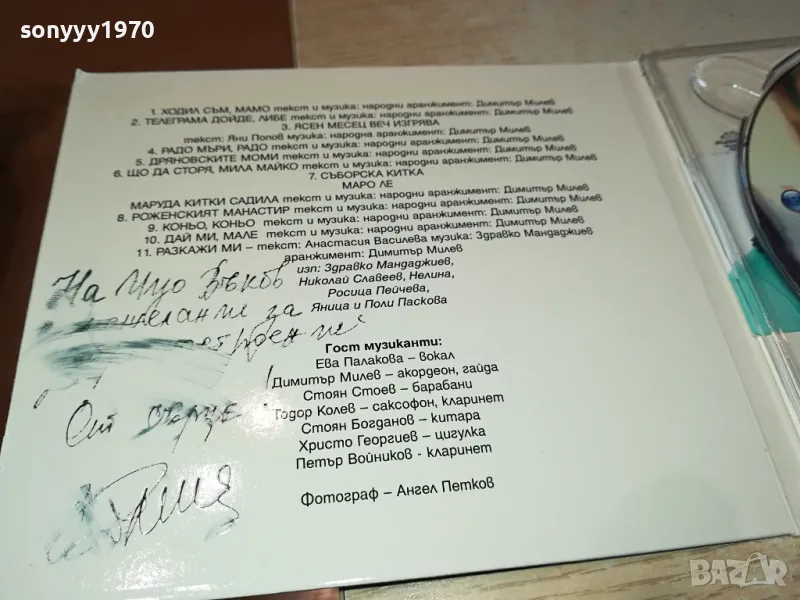 sonyyy1970
1. ХОДИЛ СЪМ, МАМО текст и музика: народни аранжимент: Димитър Милев
2. ТЕЛЕГРАМА ДОЙДЕ, ЛИБЕ текст и музика: народни аранжимент: Димитър Милев
3. ЯСЕН МЕСЕЦ ВЕЧ ИЗГРЯВА
текст: Яни Попов музика: народна аранжимент: Димитър Милев
4. РАДО МЪРИ, РАДО текст и музика: народни аранжимент: Димитър Милев
5. ДРЯНОВСКИТЕ МОМИ текст и музика: народни аранжимент: Димитър Милев
6. ЩО ДА СТОРЯ, МИЛА МАЙКО текст и музика: народни аранжимент: Димитър Милев
7. СЪБОРСКА КИТКА
МАРО ЛЕ
МАРУДА КИТКИ САДИЛА текст и музика: народни аранжимент: Димитър Милев
8. РОЖЕНСКИЯТ МАНАСТИР текст и музика: народни аранжимент: Димитър Милев
9. КОНЬО, КОНЬО текст и музика: народни аранжимент: Димитър Милев
10. ДАЙ МИ, МАЛЕ текст и музика: народни аранжимент: Димитър Милев
11. РАЗКАЖИ МИ – текст: Анастасия Василева музика: Здравко Мандаджиев
аранжимент: Димитър Милев
изп: Здравко Мандаджиев,
Николай Славеев, Нелина,
Росица Пейчева,
Яница и Поли Паскова
На
за
От сърце!
Гост музиканти:
Ева Палакова – вокал
Димитър Милев – акордеон, гайда
Стоян Стоев – барабани
Тодор Колев – саксофон, кларинет
Стоян Богданов – китара
Христо Георгиев – цигулка
Петър Войников - кларинет
Фотограф – Ангел Петков
BAZAR